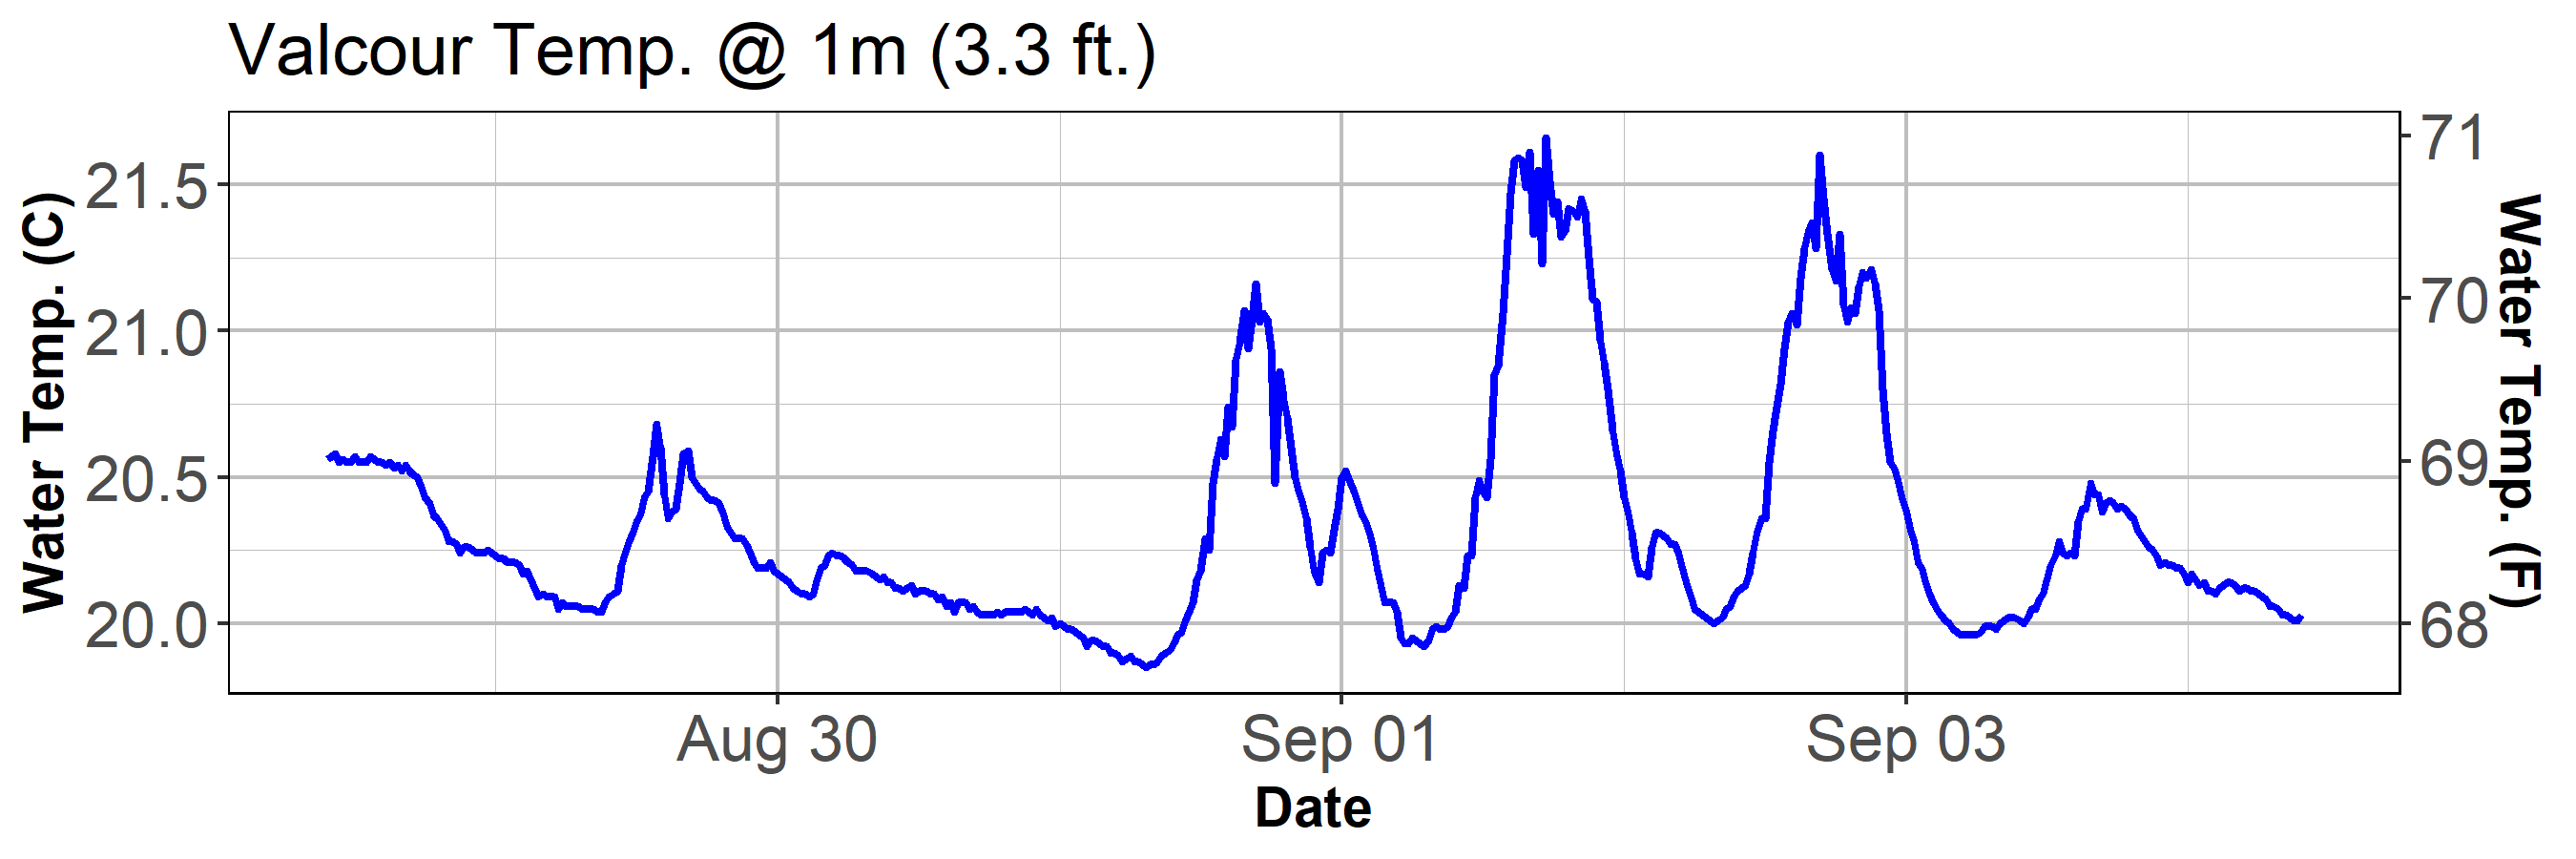 Valcour Temp. @ 1m (3.3 ft.)
Water Temp. (C)
21.5
21.0
20.5
20.0
71
70
69
68
Water Temp. (F)
Aug 30
Sep 01
Sep 03
Date